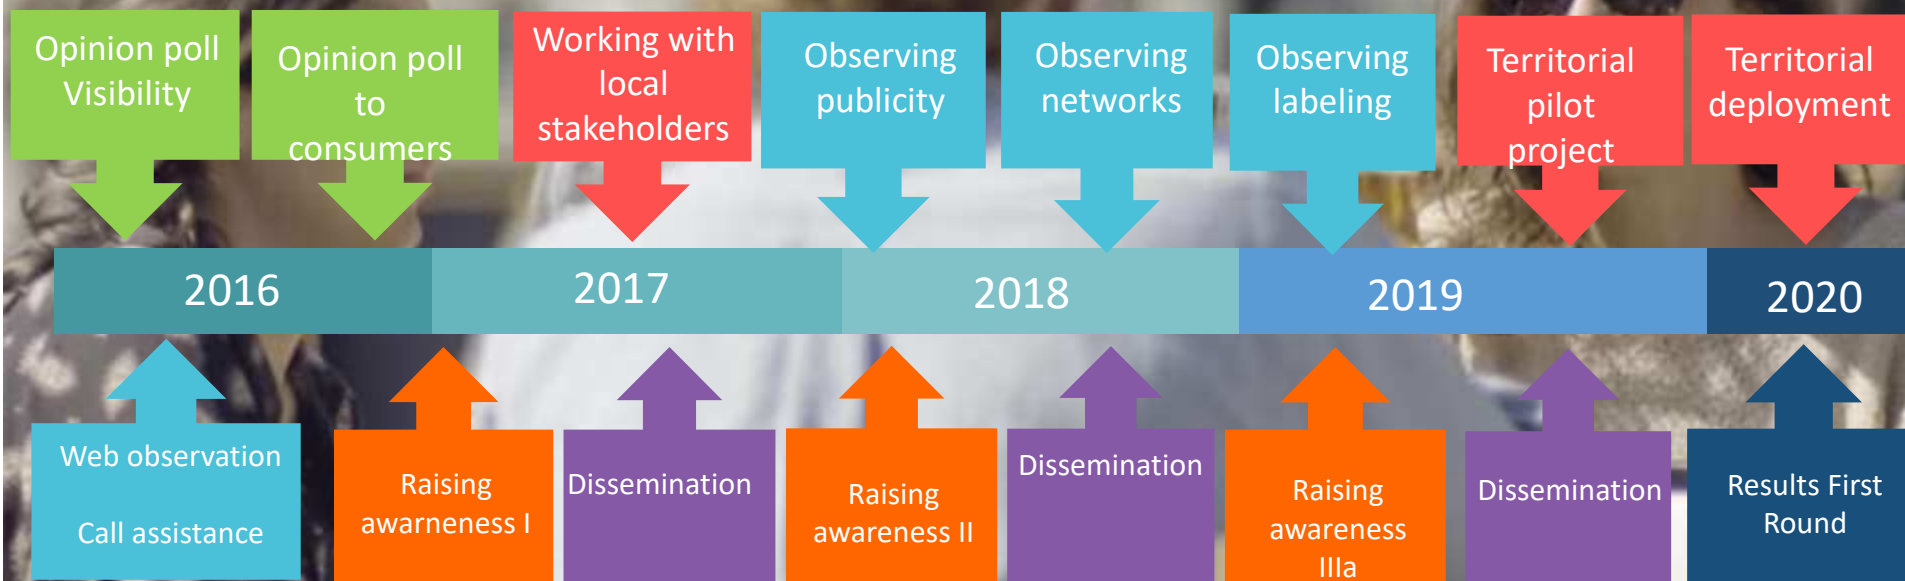 Opinion poll
Visibility
Opinion poll
to
consumers
Working with
local
stakeholders
Observing
publicity
Observing
networks
Observing
labeling
Territorial
pilot
project
Territorial
deployment
2016
2017
2018
2019
2020
Web observation
Call assistance
Raising
awarneness I
Dissemination
Raising
awareness II
Dissemination
Raising
awareness
IIIa
Dissemination
Results First
Round